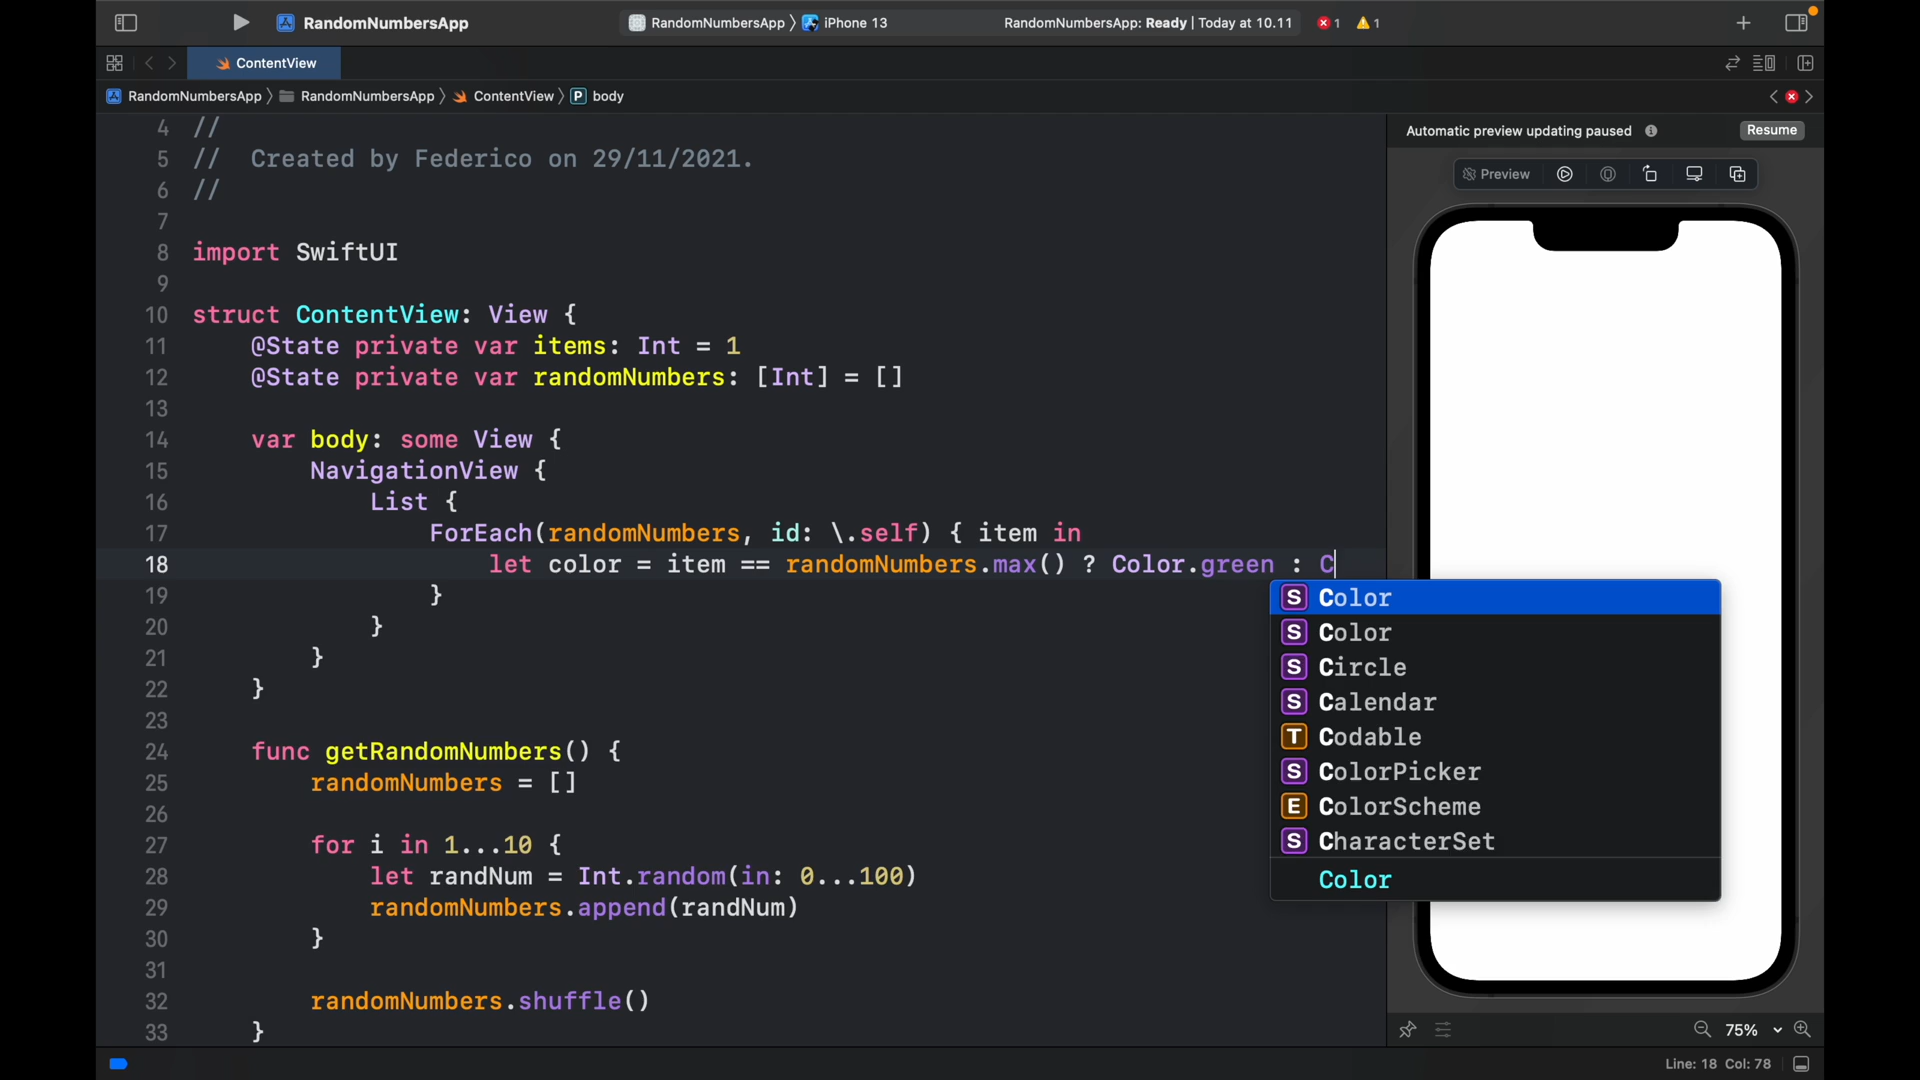 RandomNumbersApp
RandomNumbersApp 〉 iPhone 13
RandomNumbersApp: Ready | Today at 10.11
1
1
ContentView
RandomNumbersApp 〉 RandomNumbersApp 〉 ContentView 〉 P body
4 //
5 //  Created by Federico on 29/11/2021.
6 //
7
8 import SwiftUI
9
10 struct ContentView: View {
11     @State private var items: Int = 1
12     @State private var randomNumbers: [Int] = []
13
14     var body: some View {
15         NavigationView {
16             List {
17                 ForEach(randomNumbers, id: \.self) { item in
18                     let color = item == randomNumbers.max() ? Color.green : C
19                 }
20             }
21         }
22     }
23
24     func getRandomNumbers() {
25         randomNumbers = []
26
27         for i in 1...10 {
28             let randNum = Int.random(in: 0...100)
29             randomNumbers.append(randNum)
30         }
31
32         randomNumbers.shuffle()
33     }
S Color
S Color
S Circle
S Calendar
T Codable
S ColorPicker
E ColorScheme
S CharacterSet
Color
Automatic preview updating paused
Resume
Preview
75%
Line: 18 Col: 78